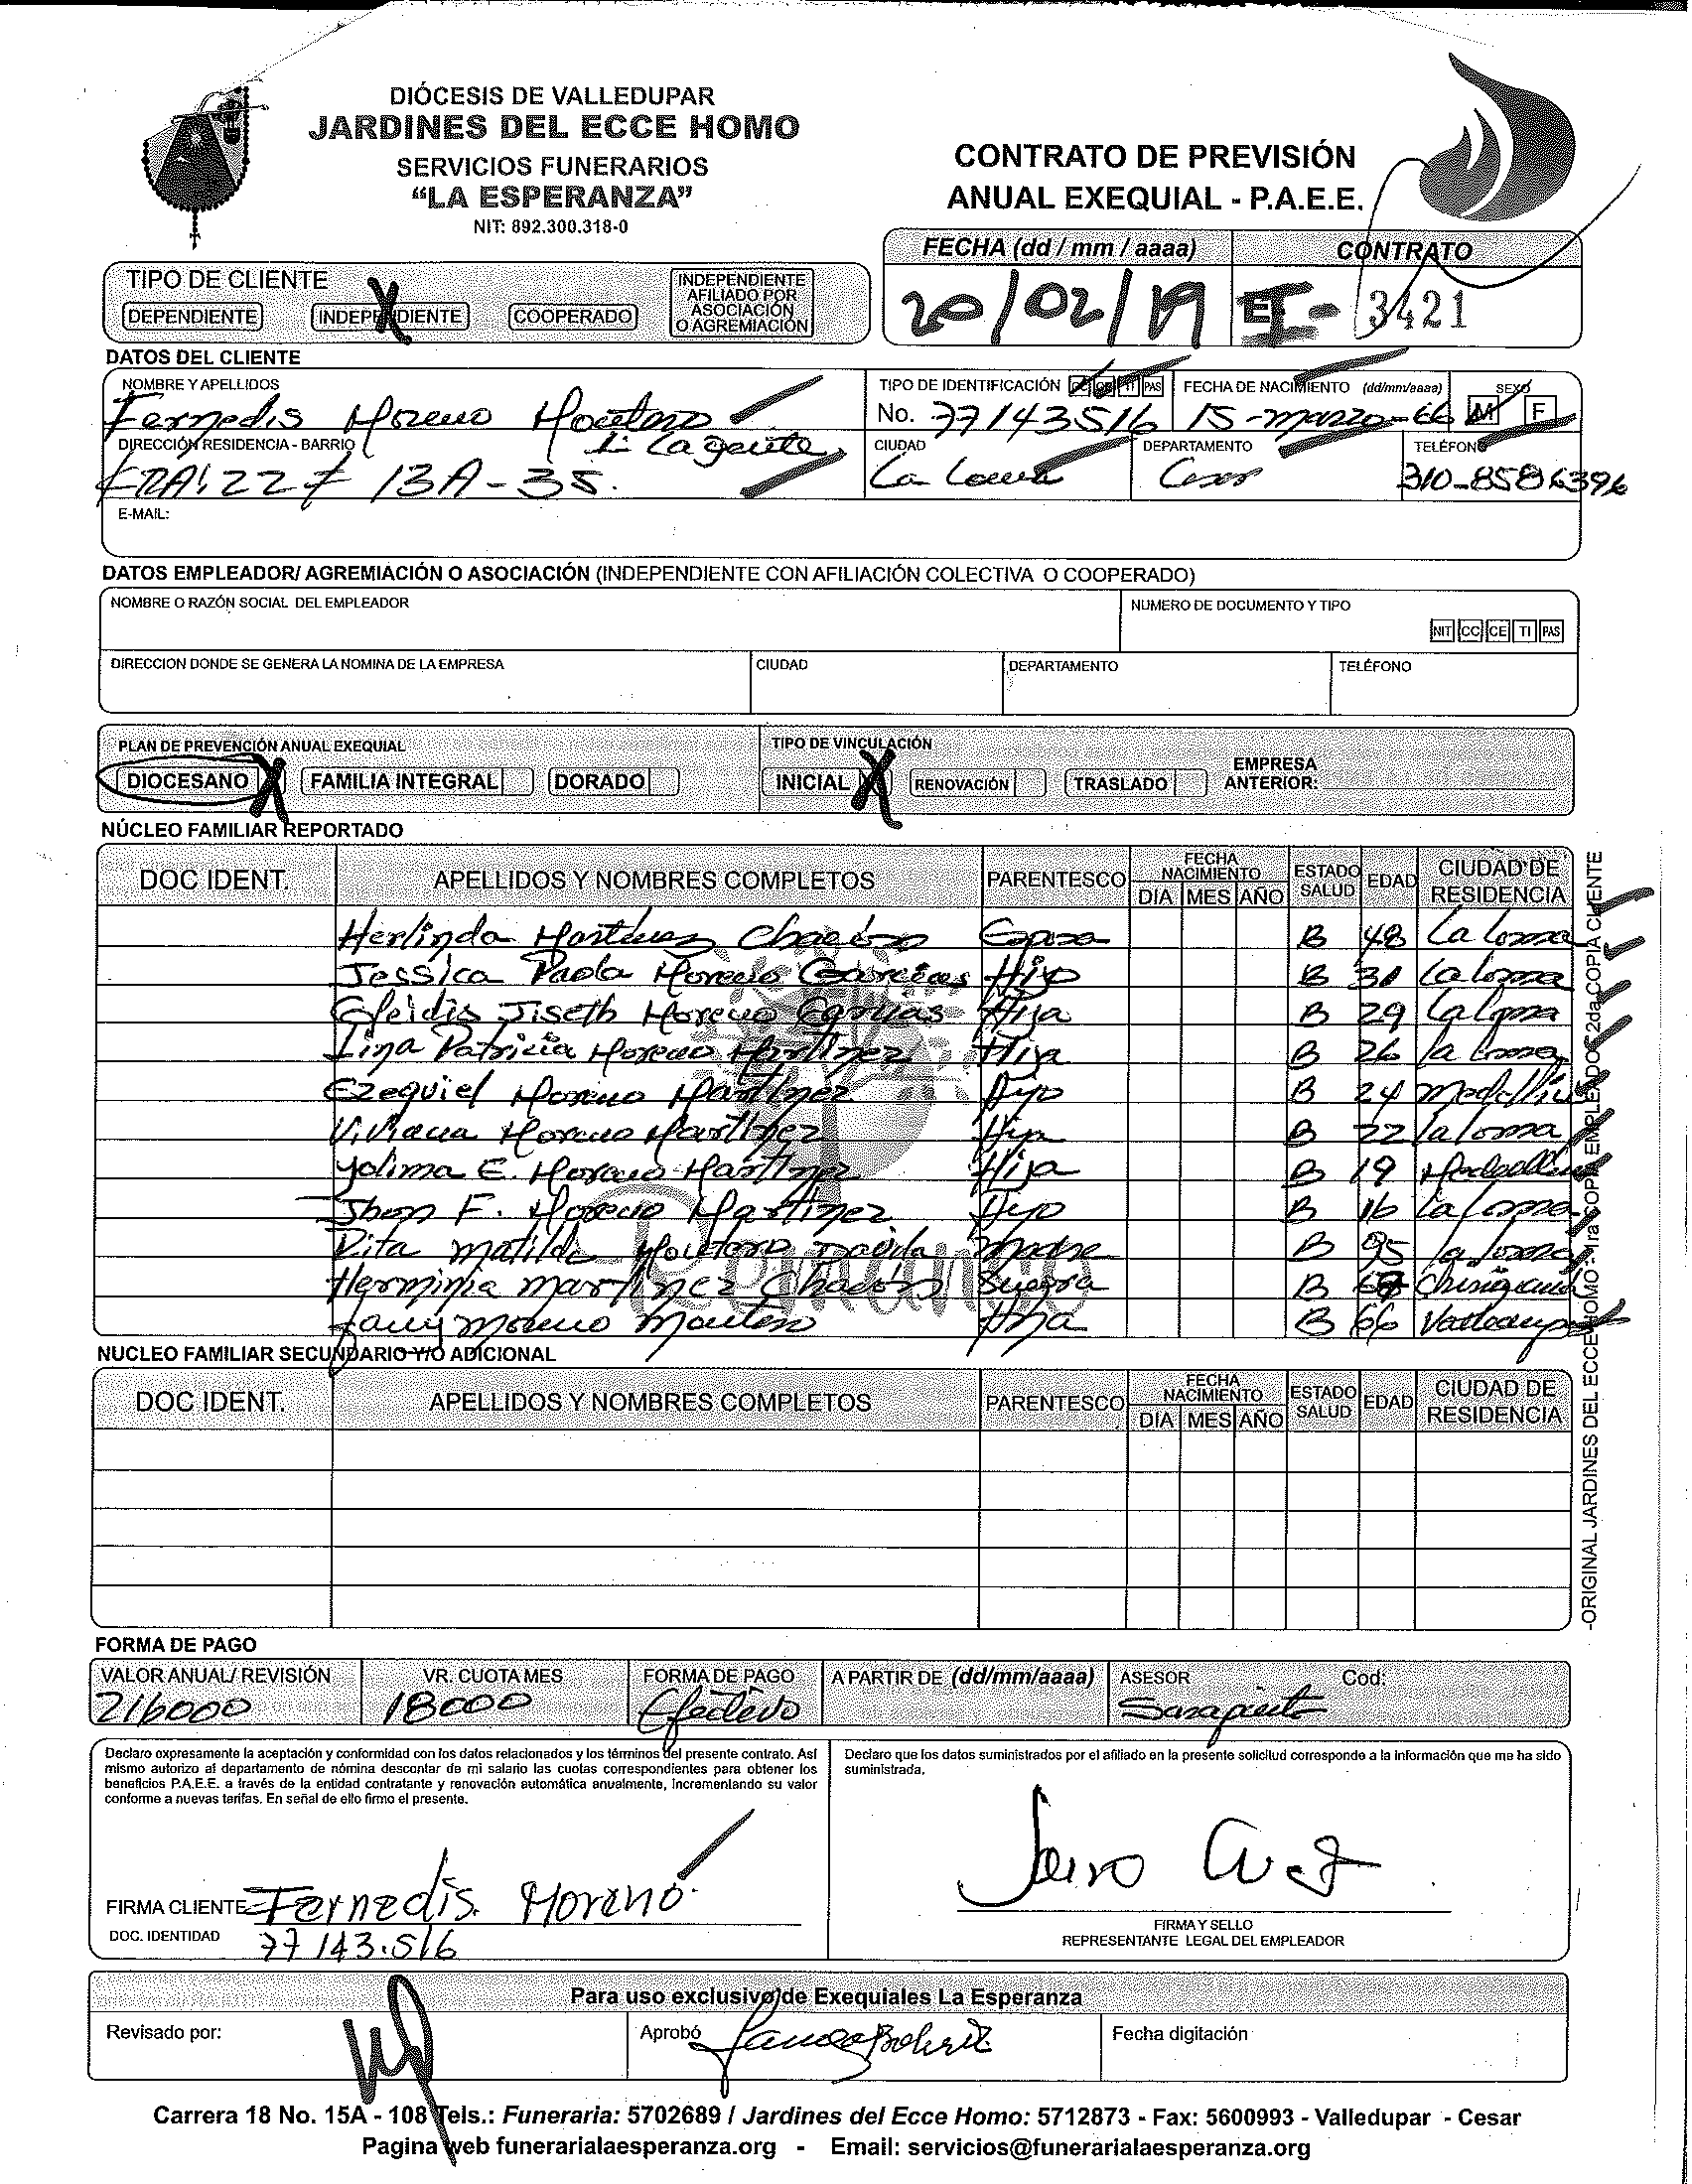 DIÓCESIS DE VALLEDUPAR
JARDINES DEL ECCE HOMO
SERVICIOS FUNERARIOS
“LA ESPERANZA”
NIT: 892.300.318-0
CONTRATO DE PREVISIÓN
ANUAL EXEQUIAL - P.A.E.E.
FECHA (dd / mm / aaaa) CONTRATO
20/02/19 EI- 3421
TIPO DE CLIENTE
DEPENDIENTE INDEPENDIENTE X COOPERADO INDEPENDIENTE AFILIADO POR ASOCIACIÓN O AGREMIACIÓN
DATOS DEL CLIENTE
NOMBRE Y APELLIDOS TIPO DE IDENTIFICACIÓN CC CE TI PAS FECHA DE NACIMIENTO (dd/mm/aaaa) SEXO
Fernedis Moreno Montero No. 77143516 15-marzo-66 M F
DIRECCIÓN RESIDENCIA - BARRIO CIUDAD DEPARTAMENTO TELÉFONO
KRA! 22 # 13A-35. La Loma Cesar 310-8586396
E-MAIL:
DATOS EMPLEADOR/ AGREMIACIÓN O ASOCIACIÓN (INDEPENDIENTE CON AFILIACIÓN COLECTIVA O COOPERADO)
NOMBRE O RAZÓN SOCIAL DEL EMPLEADOR NUMERO DE DOCUMENTO Y TIPO
NIT CC CE TI PAS
DIRECCION DONDE SE GENERA LA NOMINA DE LA EMPRESA CIUDAD DEPARTAMENTO TELÉFONO
PLAN DE PREVENCIÓN ANUAL EXEQUIAL TIPO DE VINCULACIÓN
DIOCESANO X FAMILIA INTEGRAL DORADO INICIAL X RENOVACIÓN TRASLADO EMPRESA ANTERIOR:
NÚCLEO FAMILIAR REPORTADO
DOC IDENT. APELLIDOS Y NOMBRES COMPLETOS PARENTESCO FECHA NACIMIENTO DIA MES AÑO ESTADO SALUD EDAD CIUDAD DE RESIDENCIA
Herlinda Martinez Chacon Esposa B 48 La Loma
Jessica Paola Moreno Hija B La Loma
Gleidis Jiseth Moreno Hija B 29 La Loma
Lina Patricia Moreno Martinez Hija B 26 la Loma
Ezequiel Moreno Martinez Hijo B 24 medellin
Viviana Moreno Martinez Hija B 22 la loma
Yolima E. Moreno Martinez Hija B 19 Medellin
Jhon F. Moreno Martinez Hijo B 16 La Loma
Rita Matilde Montero Davila Madre B 95 la loma
Herminia martinez Chacon Suegra B Chiriguana
Fanny Moreno Montero Hna B 66 Valledupar
NUCLEO FAMILIAR SECUNDARIO Y/O ADICIONAL
DOC IDENT. APELLIDOS Y NOMBRES COMPLETOS PARENTESCO FECHA NACIMIENTO DIA MES AÑO ESTADO SALUD EDAD CIUDAD DE RESIDENCIA
-ORIGINAL JARDINES DEL ECCE HOMO -1ra COPIA EMPLEADOR 2da COPIA CLIENTE
FORMA DE PAGO
VALOR ANUAL/ REVISIÓN VR. CUOTA MES FORMA DE PAGO A PARTIR DE (dd/mm/aaaa) ASESOR Cod:
216000 18000 Efectivo Sarapiento
Declaro expresamente la aceptación y conformidad con los datos relacionados y los términos del presente contrato. Así
mismo autorizo al departamento de nómina descontar de mi salario las cuotas correspondientes para obtener los
beneficios P.A.E.E. a través de la entidad contratante y renovación automática anualmente, incrementando su valor
conforme a nuevas tarifas. En señal de ello firmo el presente.
Declaro que los datos suministrados por el afiliado en la presente solicitud corresponde a la información que me ha sido
suministrada.
FIRMA CLIENTE Fernedis Moreno
DOC. IDENTIDAD 77143.516
FIRMA Y SELLO
REPRESENTANTE LEGAL DEL EMPLEADOR
Para uso exclusivo de Exequiales La Esperanza
Revisado por: Aprobó Fecha digitación
Carrera 18 No. 15A - 108 Tels.: Funeraria: 5702689 / Jardines del Ecce Homo: 5712873 - Fax: 5600993 - Valledupar - Cesar
Pagina web funerarialaesperanza.org - Email: servicios@funerarialaesperanza.org